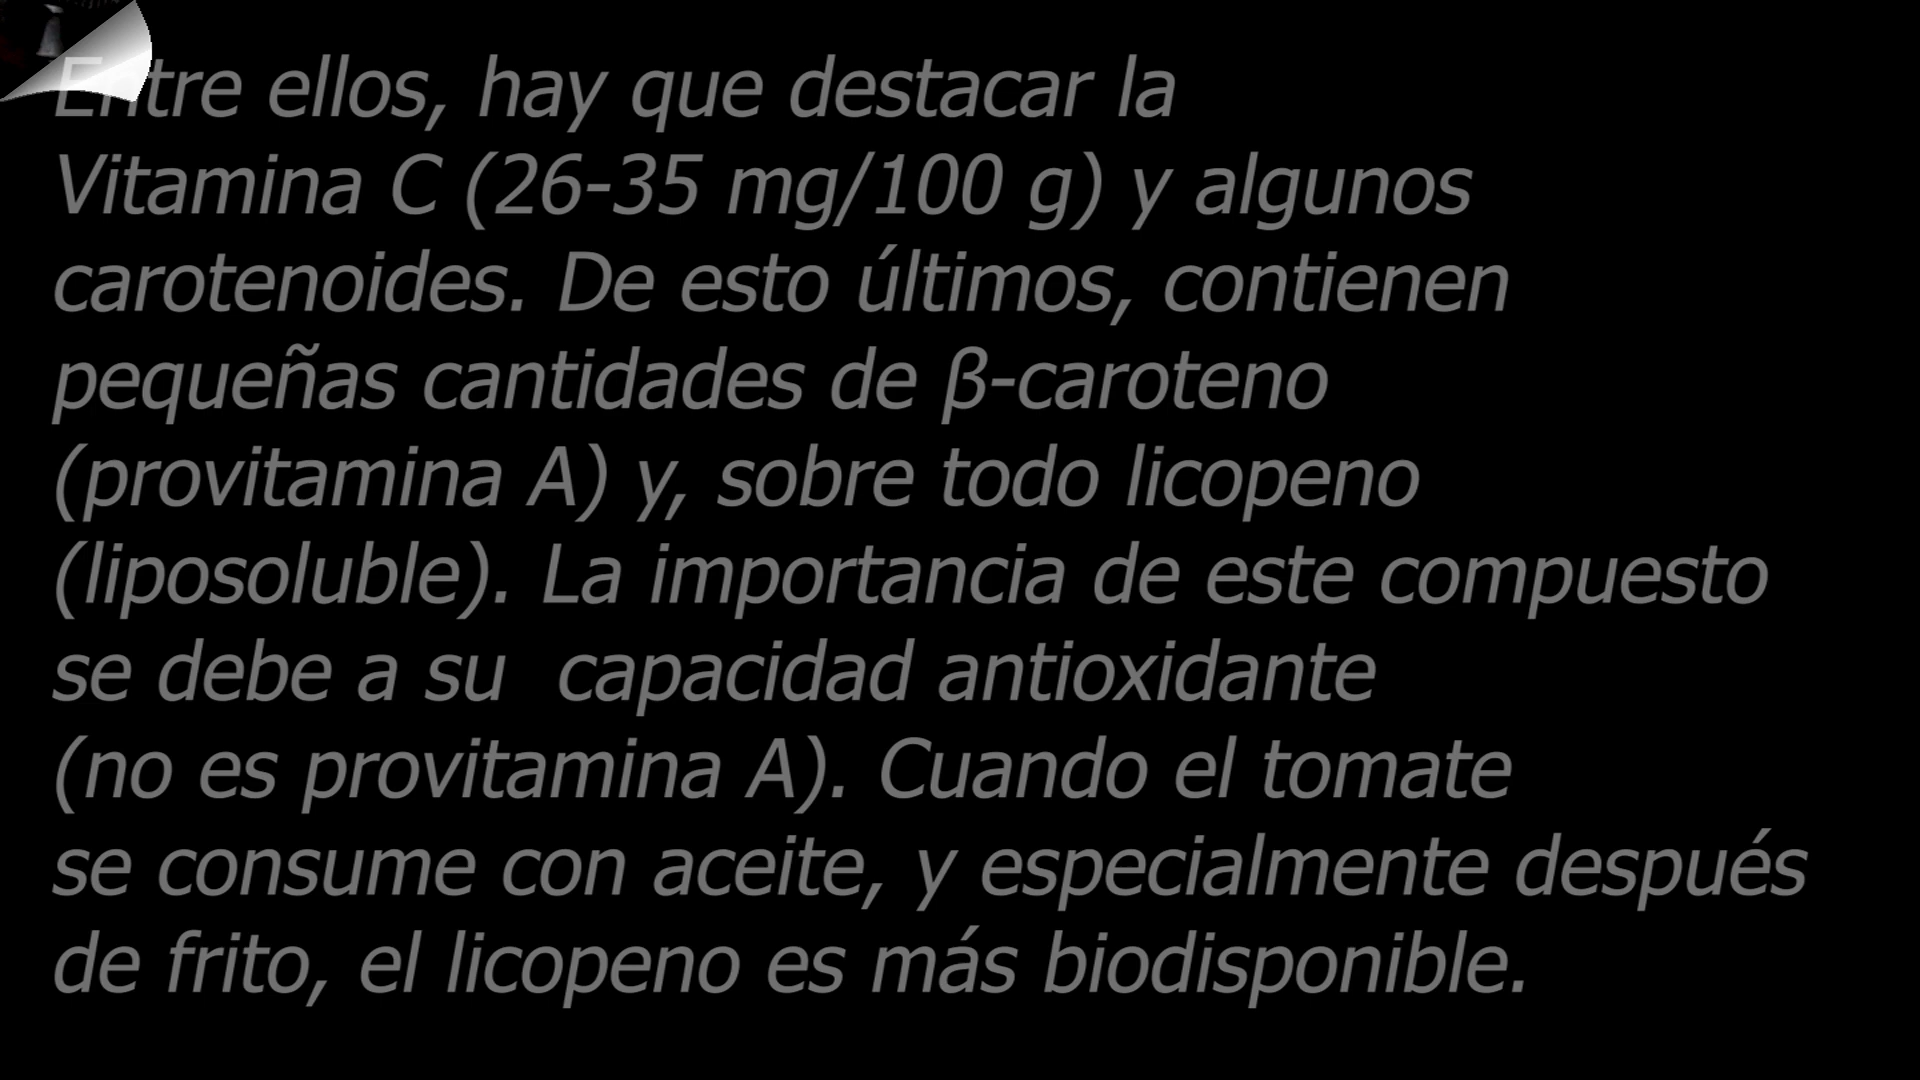 Entre ellos, hay que destacar la
Vitamina C (26-35 mg/100 g) y algunos
carotenoides. De esto últimos, contienen
pequeñas cantidades de β-caroteno
(provitamina A) y, sobre todo licopeno
(liposoluble). La importancia de este compuesto
se debe a su  capacidad antioxidante
(no es provitamina A). Cuando el tomate
se consume con aceite, y especialmente después
de frito, el licopeno es más biodisponible.